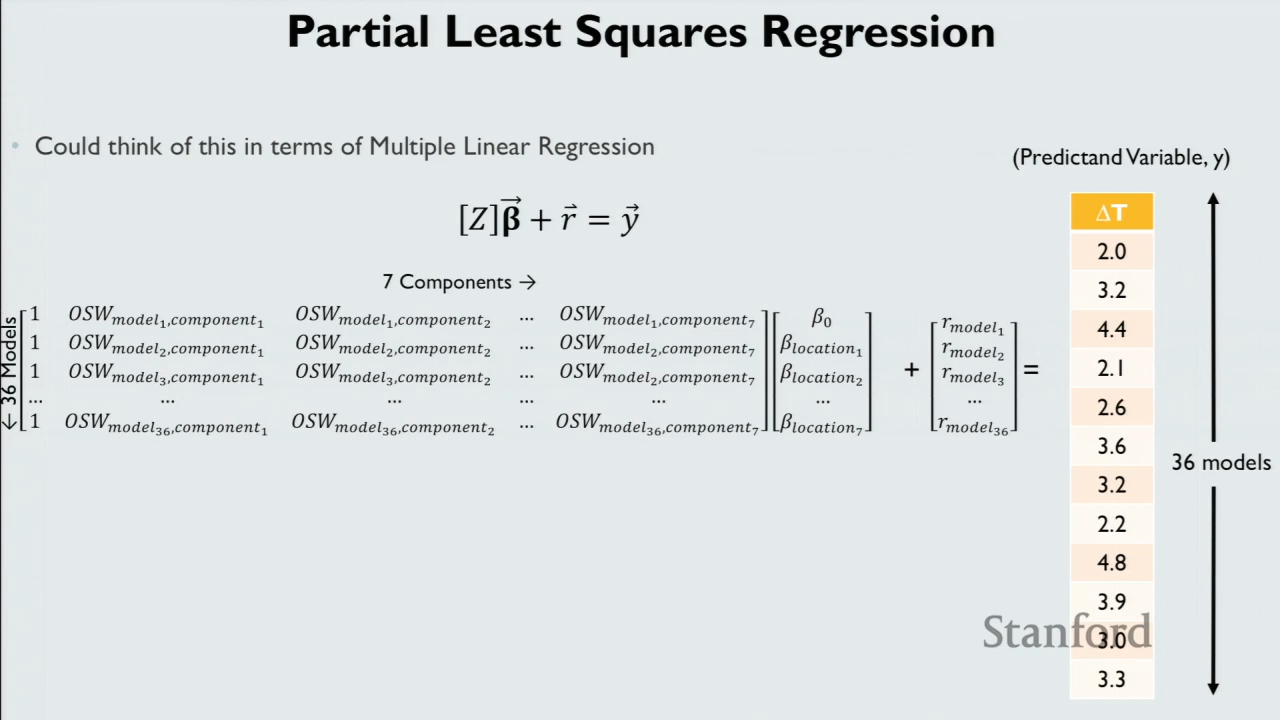 Partial Least Squares Regression
• Could think of this in terms of Multiple Linear Regression
(Predictand Variable, y)
[Z]β⃗ + r⃗ = y⃗
7 Components →
← 36 Models
1 OSW_model₁,component₁ OSW_model₁,component₂ ... OSW_model₁,component₇
1 OSW_model₂,component₁ OSW_model₂,component₂ ... OSW_model₂,component₇
1 OSW_model₃,component₁ OSW_model₃,component₂ ... OSW_model₂,component₇
... ... ... ... ...
1 OSW_model₃₆,component₁ OSW_model₃₆,component₂ ... OSW_model₃₆,component₇
β₀
β_location₁
β_location₂
...
β_location₇
+
r_model₁
r_model₂
r_model₃
...
r_model₃₆
=
ΔT
2.0
3.2
4.4
2.1
2.6
3.6
3.2
2.2
4.8
3.9
3.0
3.3
36 models
Stanford